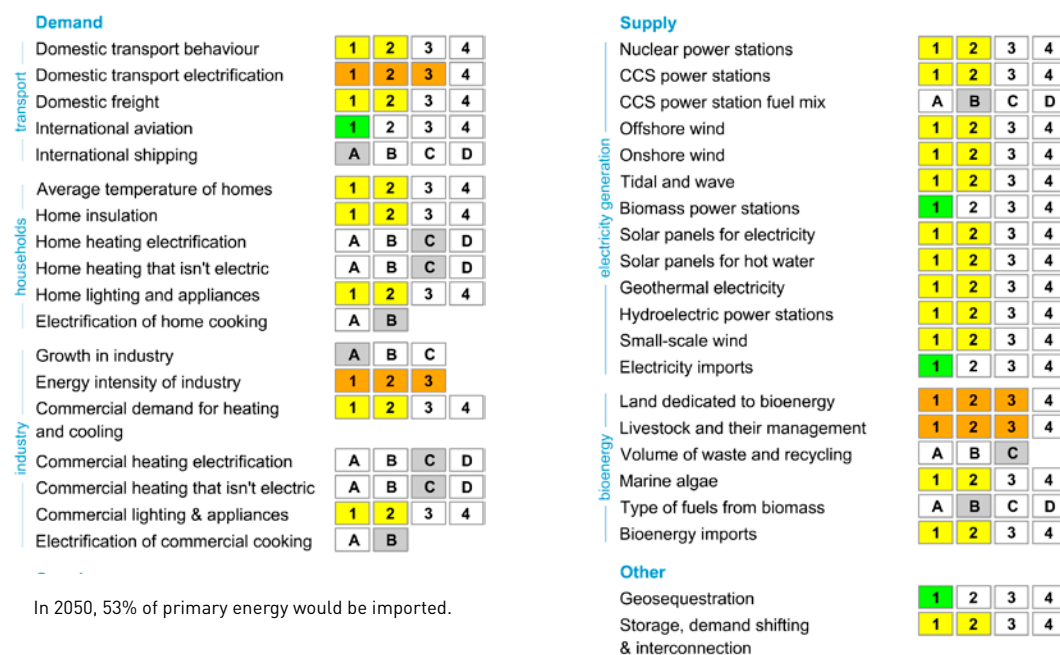 Demand
transport
Domestic transport behaviour 1 2 3 4
Domestic transport electrification 1 2 3 4
Domestic freight 1 2 3 4
International aviation 1 2 3 4
International shipping A B C D
households
Average temperature of homes 1 2 3 4
Home insulation 1 2 3 4
Home heating electrification A B C D
Home heating that isn't electric A B C D
Home lighting and appliances 1 2 3 4
Electrification of home cooking A B
industry
Growth in industry A B C
Energy intensity of industry 1 2 3
Commercial demand for heating 1 2 3 4
and cooling
Commercial heating electrification A B C D
Commercial heating that isn't electric A B C D
Commercial lighting & appliances 1 2 3 4
Electrification of commercial cooking A B
In 2050, 53% of primary energy would be imported.
Supply
electricity generation
Nuclear power stations 1 2 3 4
CCS power stations 1 2 3 4
CCS power station fuel mix A B C D
Offshore wind 1 2 3 4
Onshore wind 1 2 3 4
Tidal and wave 1 2 3 4
Biomass power stations 1 2 3 4
Solar panels for electricity 1 2 3 4
Solar panels for hot water 1 2 3 4
Geothermal electricity 1 2 3 4
Hydroelectric power stations 1 2 3 4
Small-scale wind 1 2 3 4
Electricity imports 1 2 3 4
bioenergy
Land dedicated to bioenergy 1 2 3 4
Livestock and their management 1 2 3 4
Volume of waste and recycling A B C
Marine algae 1 2 3 4
Type of fuels from biomass A B C D
Bioenergy imports 1 2 3 4
Other
Geosequestration 1 2 3 4
Storage, demand shifting 1 2 3 4
& interconnection